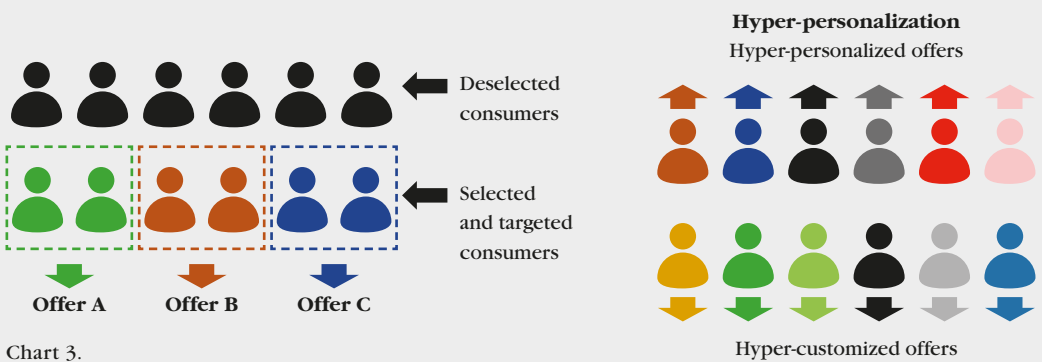 Deselected
consumers
Selected
and targeted
consumers
Offer A
Offer B
Offer C
Chart 3.
Hyper-personalization
Hyper-personalized offers
Hyper-customized offers